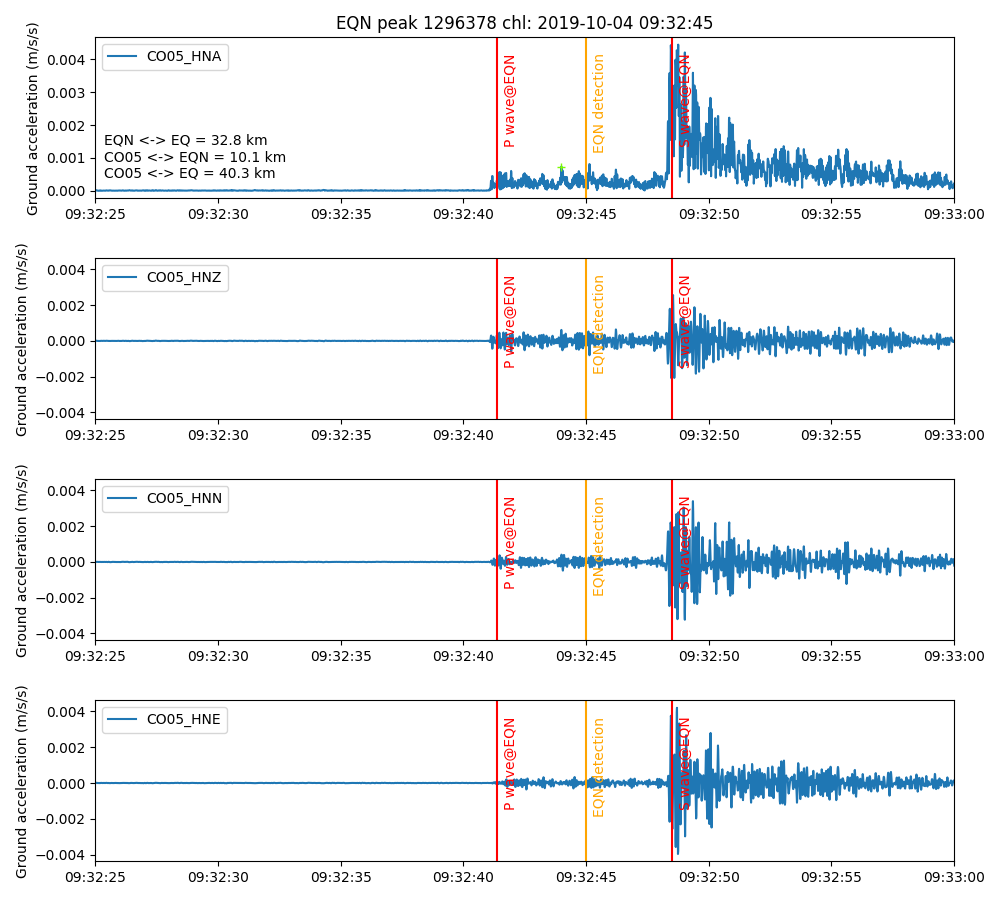 EQN peak 1296378 chl: 2019-10-04 09:32:45
Ground acceleration (m/s/s)
0.004
0.003
0.002
0.001
0.000
CO05_HNA
P wave@EQN
EQN detection
S wave@EQN
EQN <-> EQ = 32.8 km
CO05 <-> EQN = 10.1 km
CO05 <-> EQ = 40.3 km
09:32:25 09:32:30 09:32:35 09:32:40 09:32:45 09:32:50 09:32:55 09:33:00
Ground acceleration (m/s/s)
0.004
0.002
0.000
−0.002
−0.004
CO05_HNZ
P wave@EQN
EQN detection
S wave@EQN
09:32:25 09:32:30 09:32:35 09:32:40 09:32:45 09:32:50 09:32:55 09:33:00
Ground acceleration (m/s/s)
0.004
0.002
0.000
−0.002
−0.004
CO05_HNN
P wave@EQN
EQN detection
S wave@EQN
09:32:25 09:32:30 09:32:35 09:32:40 09:32:45 09:32:50 09:32:55 09:33:00
Ground acceleration (m/s/s)
0.004
0.002
0.000
−0.002
−0.004
CO05_HNE
P wave@EQN
EQN detection
S wave@EQN
09:32:25 09:32:30 09:32:35 09:32:40 09:32:45 09:32:50 09:32:55 09:33:00